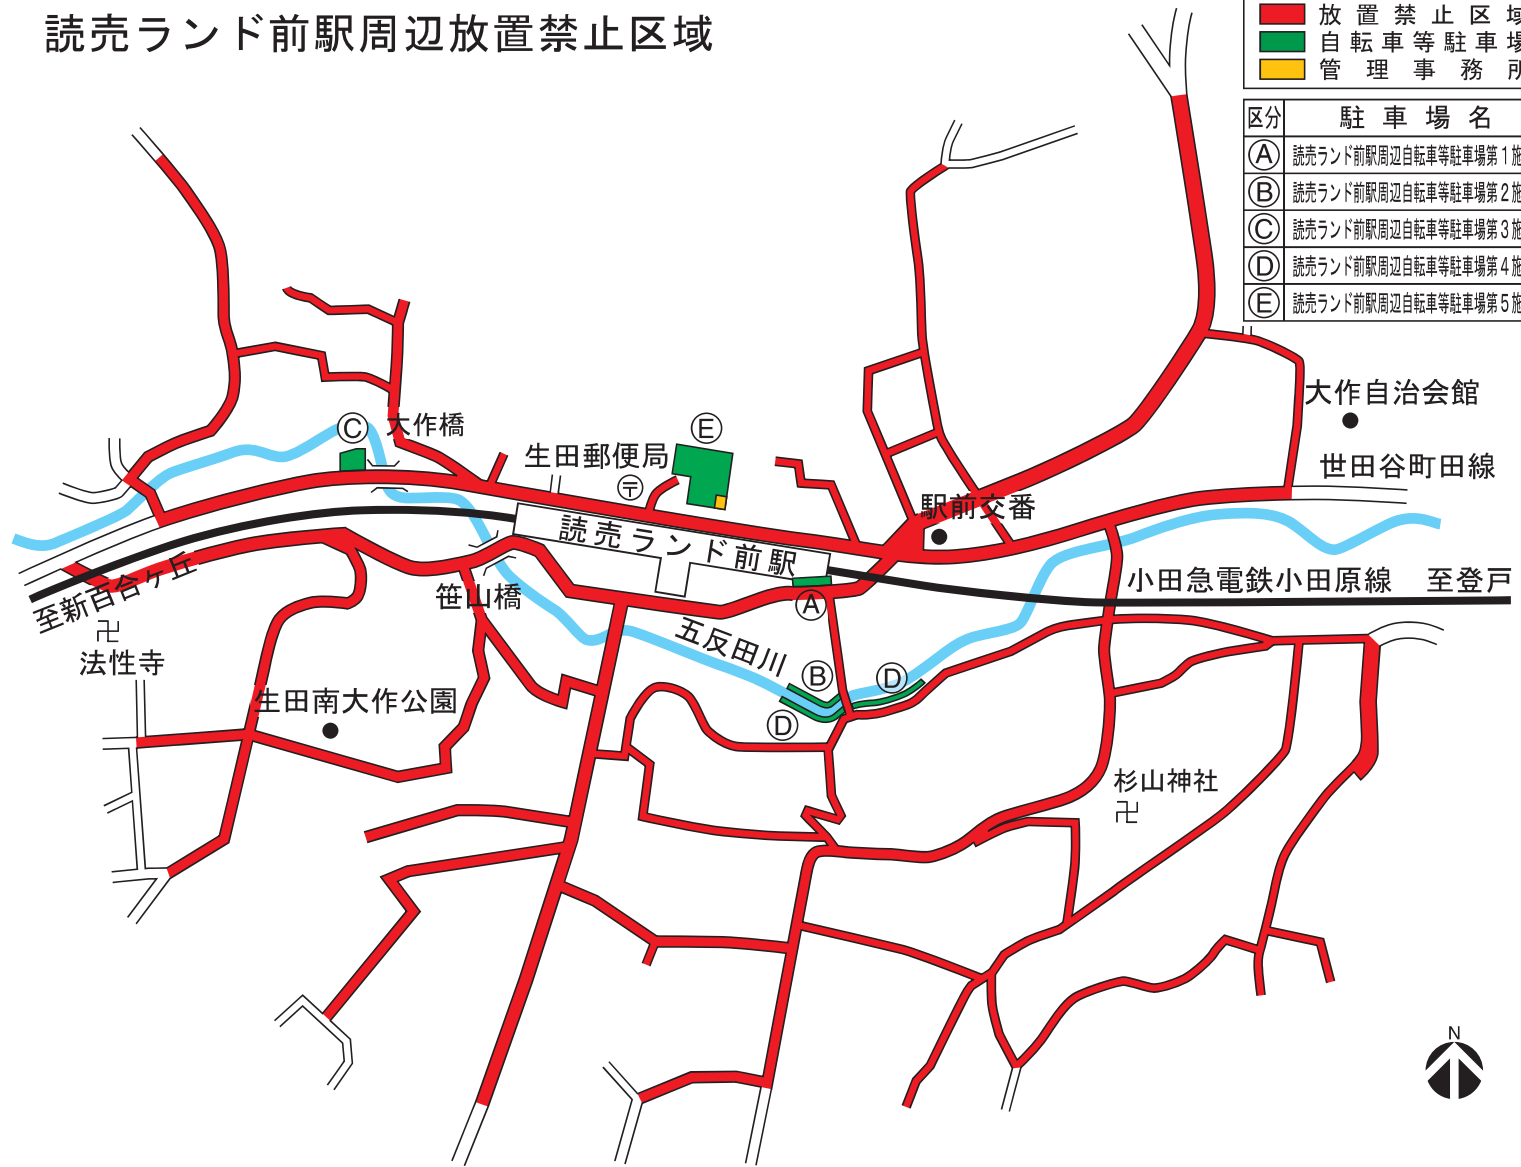 読売ランド前駅周辺放置禁止区域
放置禁止区域
自転車等駐車場
管理事務所
区分 駐車場名
A 読売ランド前駅周辺自転車等駐車場第1施
B 読売ランド前駅周辺自転車等駐車場第2施
C 読売ランド前駅周辺自転車等駐車場第3施
D 読売ランド前駅周辺自転車等駐車場第4施
E 読売ランド前駅周辺自転車等駐車場第5施
大作自治会館
C
大作橋
E
生田郵便局
〒
世田谷町田線
駅前交番
読売ランド前駅
至新百合ヶ丘
笹山橋
A
小田急電鉄小田原線 至登戸
卍
法性寺
五反田川
B
D
D
生田南大作公園
杉山神社
卍
N